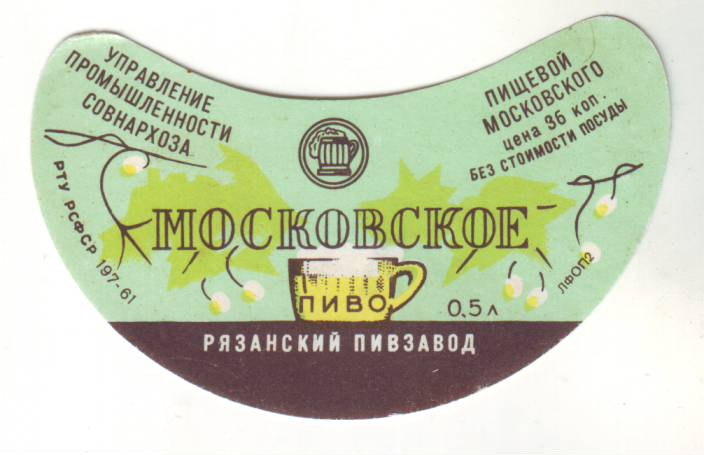 УПРАВЛЕНИЕ
ПРОМЫШЛЕННОСТИ
СОВНАРХОЗА
ПИЩЕВОЙ
МОСКОВСКОГО
цена 36 коп.
БЕЗ СТОИМОСТИ ПОСУДЫ
РТУ РСФСР 197-61
МОСКОВСКОЕ
ПИВО
0,5 л
ЛФОП2
РЯЗАНСКИЙ ПИВЗАВОД